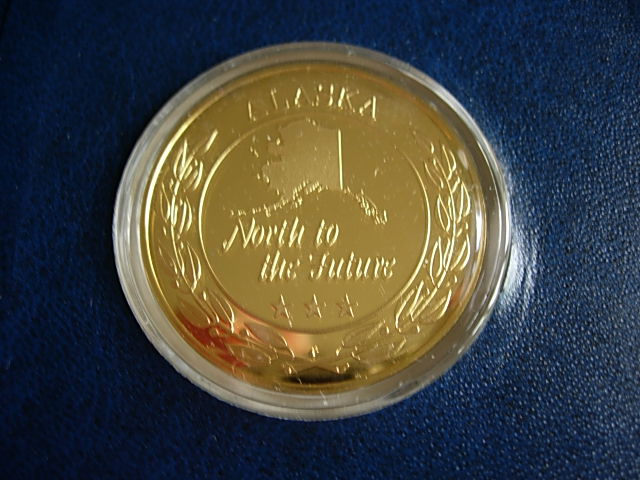 ALASKA
North to
the Future